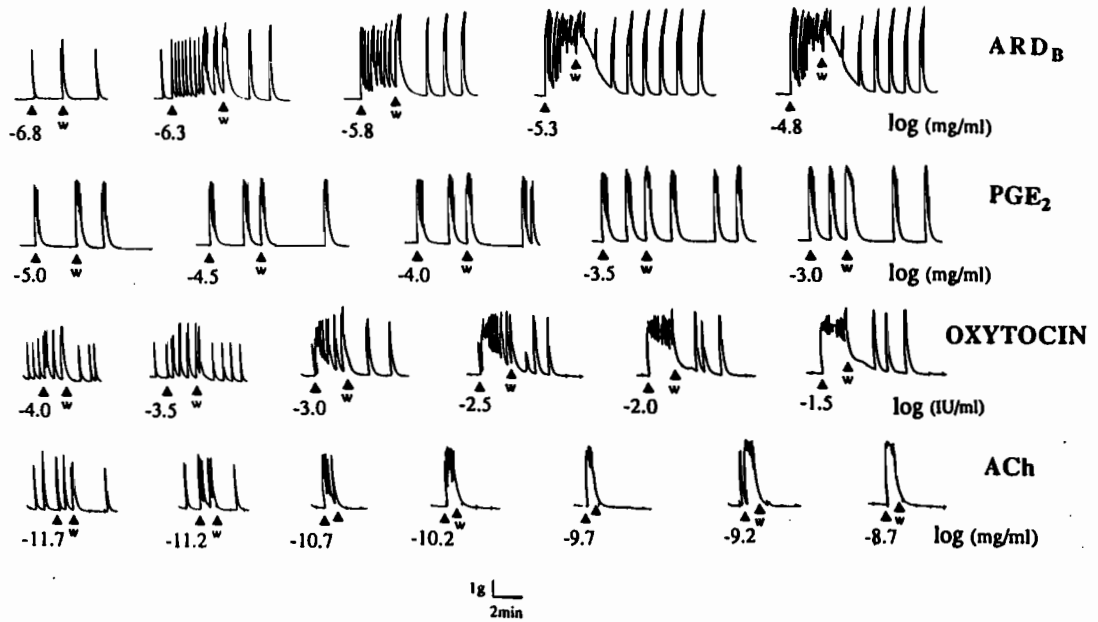 ARD_B
w w w w w
-6.8 -6.3 -5.8 -5.3 -4.8 log (mg/ml)
PGE₂
w w w w w
-5.0 -4.5 -4.0 -3.5 -3.0 log (mg/ml)
OXYTOCIN
w w w w w w
-4.0 -3.5 -3.0 -2.5 -2.0 -1.5 log (IU/ml)
ACh
w w w w w
-11.7 -11.2 -10.7 -10.2 -9.7 -9.2 -8.7 log (mg/ml)
1g
2min